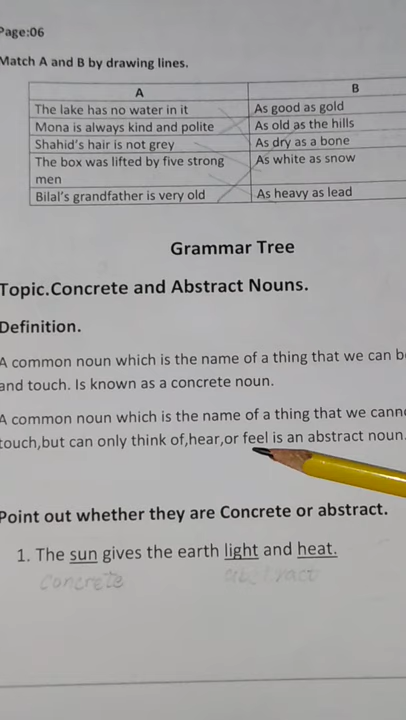 Page:06
Match A and B by drawing lines.
A B
The lake has no water in it As good as gold
Mona is always kind and polite As old as the hills
Shahid's hair is not grey As dry as a bone
The box was lifted by five strong As white as snow
men
Bilal's grandfather is very old As heavy as lead
Grammar Tree
Topic.Concrete and Abstract Nouns.
Definition.
A common noun which is the name of a thing that we can
and touch. Is known as a concrete noun.
A common noun which is the name of a thing that we
touch,but can only think of,hear,or feel is an abstract noun.
Point out whether they are Concrete or abstract.
1. The sun gives the earth light and heat.
Concrete abstract